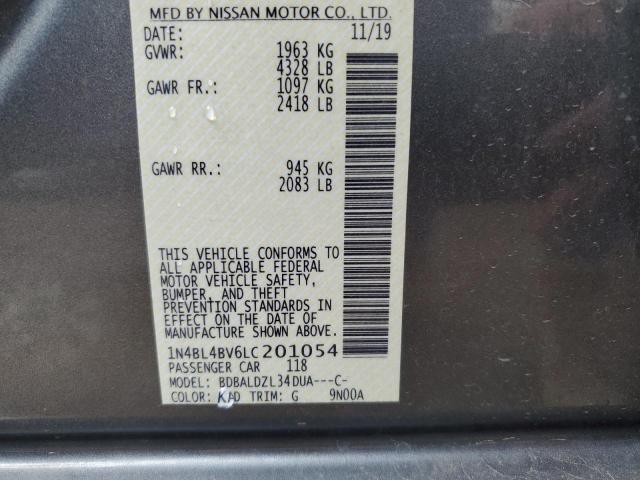 MFD BY NISSAN MOTOR CO., LTD.
DATE: 11/19
GVWR: 1963 KG
4328 LB
GAWR FR.: 1097 KG
2418 LB
GAWR RR.: 945 KG
2083 LB
THIS VEHICLE CONFORMS TO
ALL APPLICABLE FEDERAL
MOTOR VEHICLE SAFETY,
BUMPER, AND THEFT
PREVENTION STANDARDS IN
EFFECT ON THE DATE OF
MANUFACTURE SHOWN ABOVE.
1N4BL4BV6LC201054
PASSENGER CAR 118
MODEL: BDBALDZL34DUA---C-
COLOR: KAD TRIM: G 9N00A